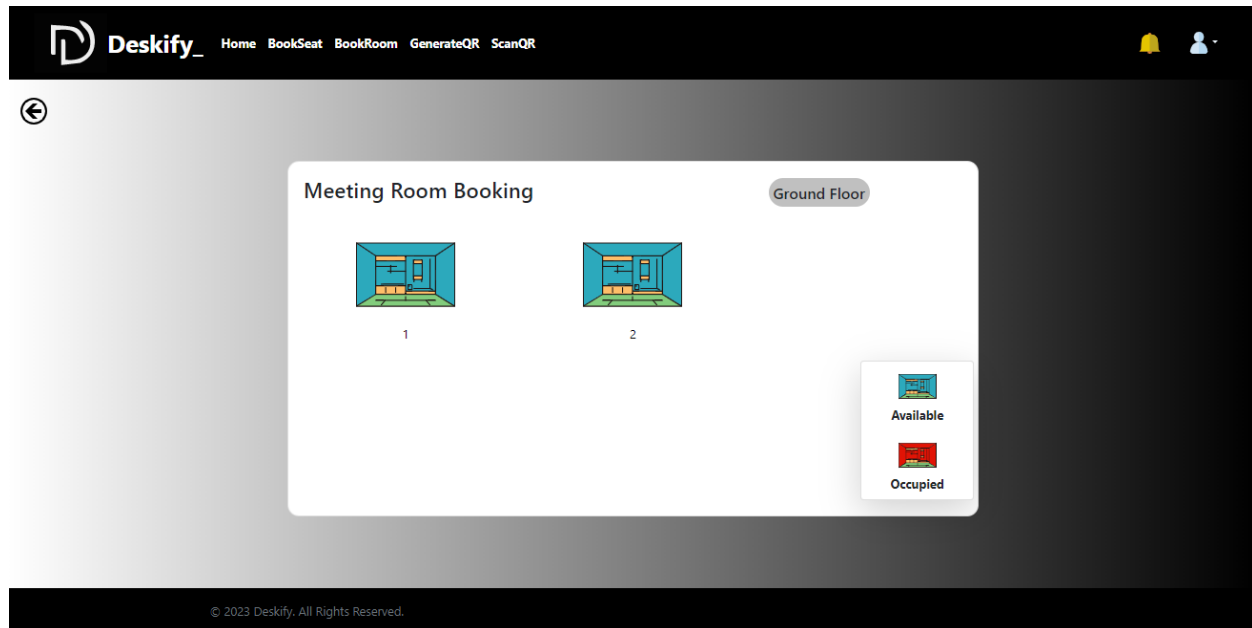 Deskify_ Home BookSeat BookRoom GenerateQR ScanQR
Meeting Room Booking Ground Floor
1 2
Available
Occupied
© 2023 Deskify. All Rights Reserved.